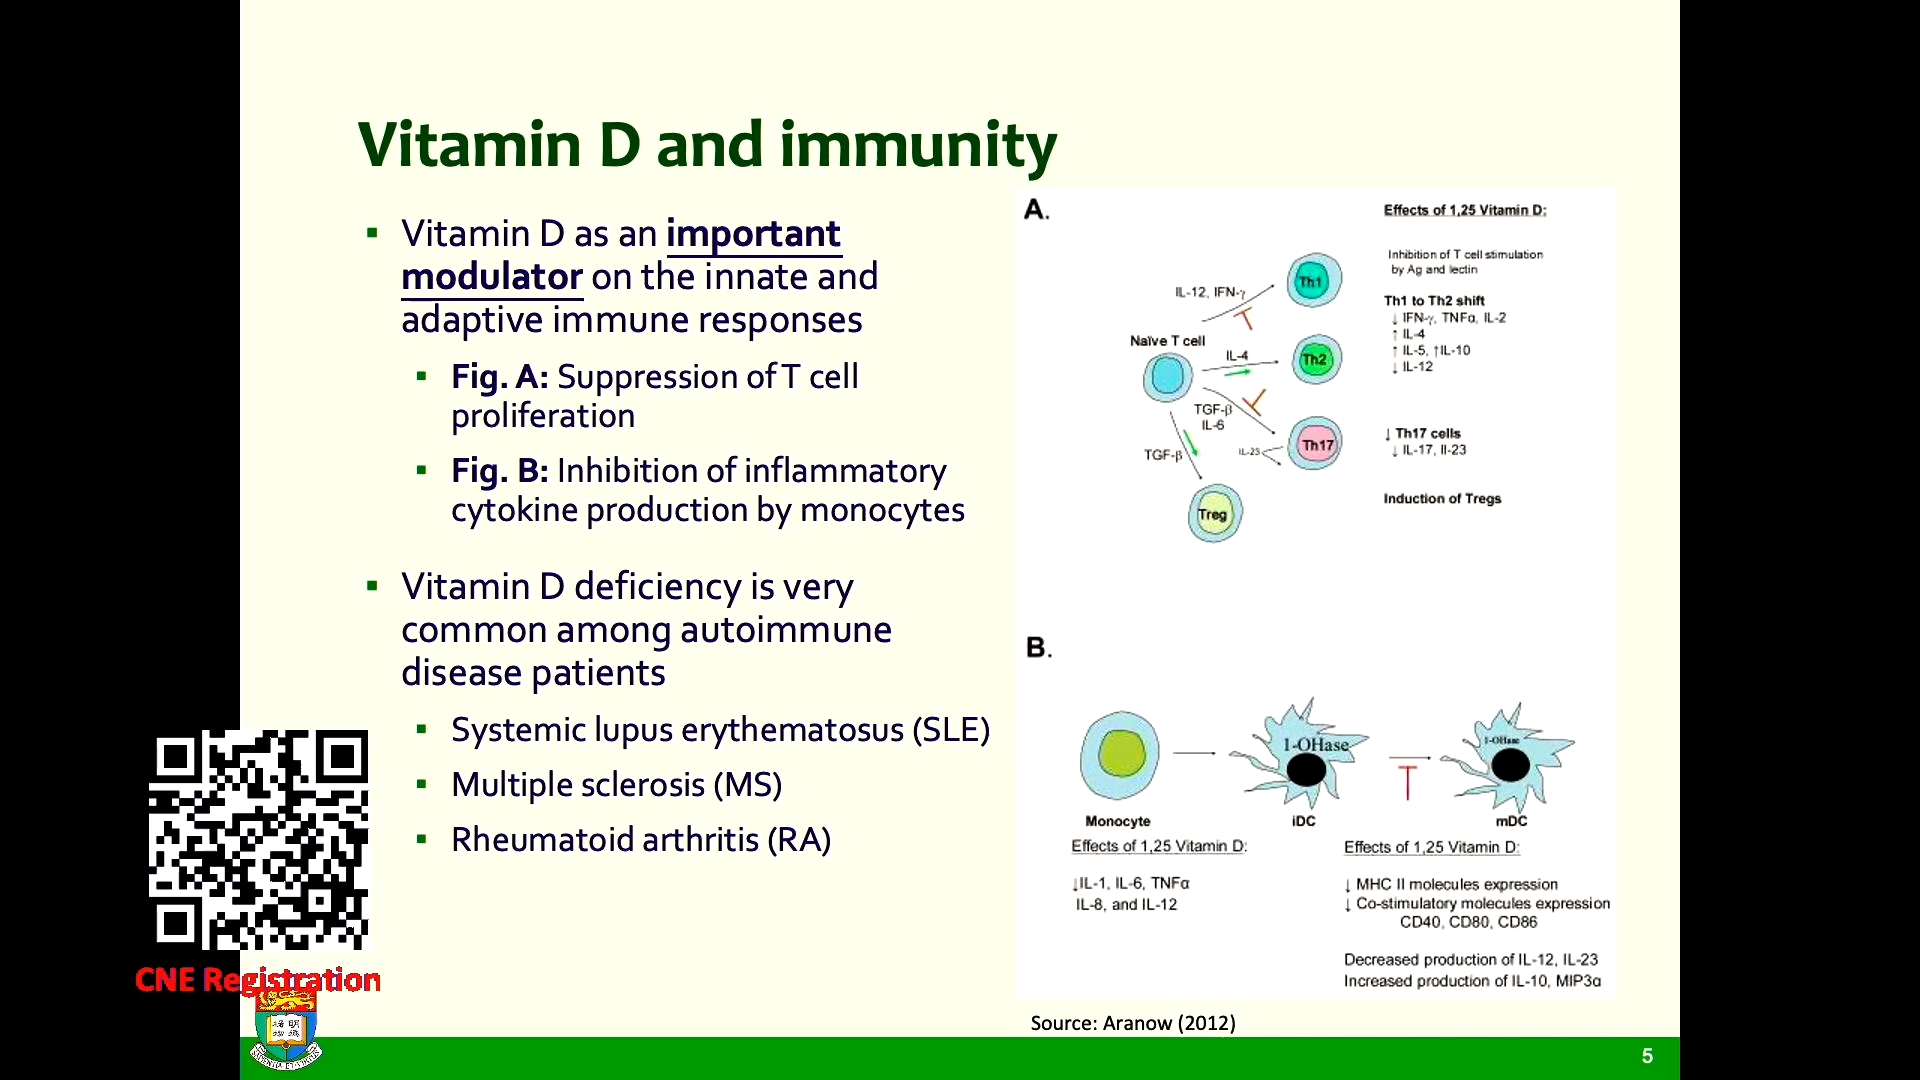 Vitamin D and immunity
Vitamin D as an important
modulator on the innate and
adaptive immune responses
Fig. A: Suppression of T cell
proliferation
Fig. B: Inhibition of inflammatory
cytokine production by monocytes
Vitamin D deficiency is very
common among autoimmune
disease patients
Systemic lupus erythematosus (SLE)
Multiple sclerosis (MS)
Rheumatoid arthritis (RA)
A.
Effects of 1,25 Vitamin D:
Inhibition of T cell stimulation
by Ag and lectin
Th1
IL-12, IFN-γ
Th1 to Th2 shift
↓ IFN-γ, TNFα, IL-2
↑ IL-4
↑ IL-5, ↑IL-10
↓ IL-12
Naïve T cell
IL-4
Th2
TGF-β
IL-6
Th17
↓ Th17 cells
↓ IL-17, Il-23
TGF-β
IL-23
Induction of Tregs
Treg
B.
1-OHase
1-OHase
Monocyte
iDC
mDC
Effects of 1,25 Vitamin D:
↓IL-1, IL-6, TNFα
IL-8, and IL-12
Effects of 1,25 Vitamin D:
↓ MHC II molecules expression
↓ Co-stimulatory molecules expression
CD40, CD80, CD86
Decreased production of IL-12, IL-23
Increased production of IL-10, MIP3α
Source: Aranow (2012)
CNE Registration
5